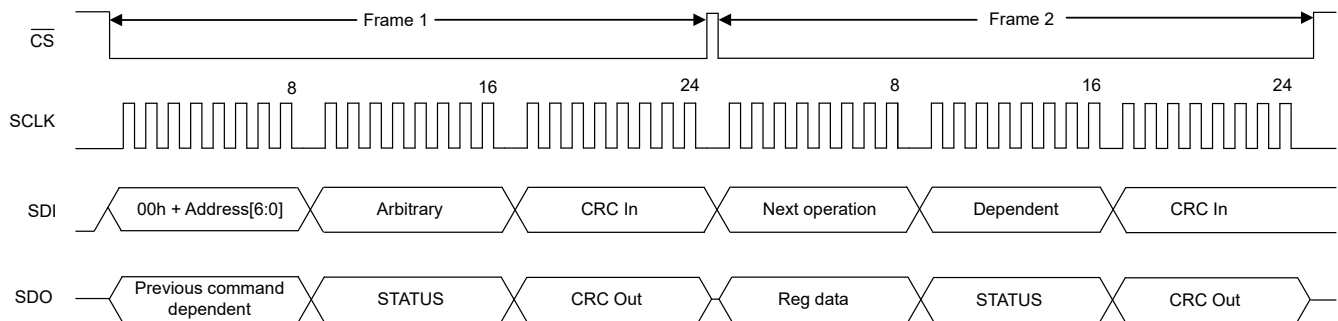 Frame 1
Frame 2
CS
8
16
24
8
16
24
SCLK
SDI
00h + Address[6:0]
Arbitrary
CRC In
Next operation
Dependent
CRC In
SDO
Previous command
dependent
STATUS
CRC Out
Reg data
STATUS
CRC Out